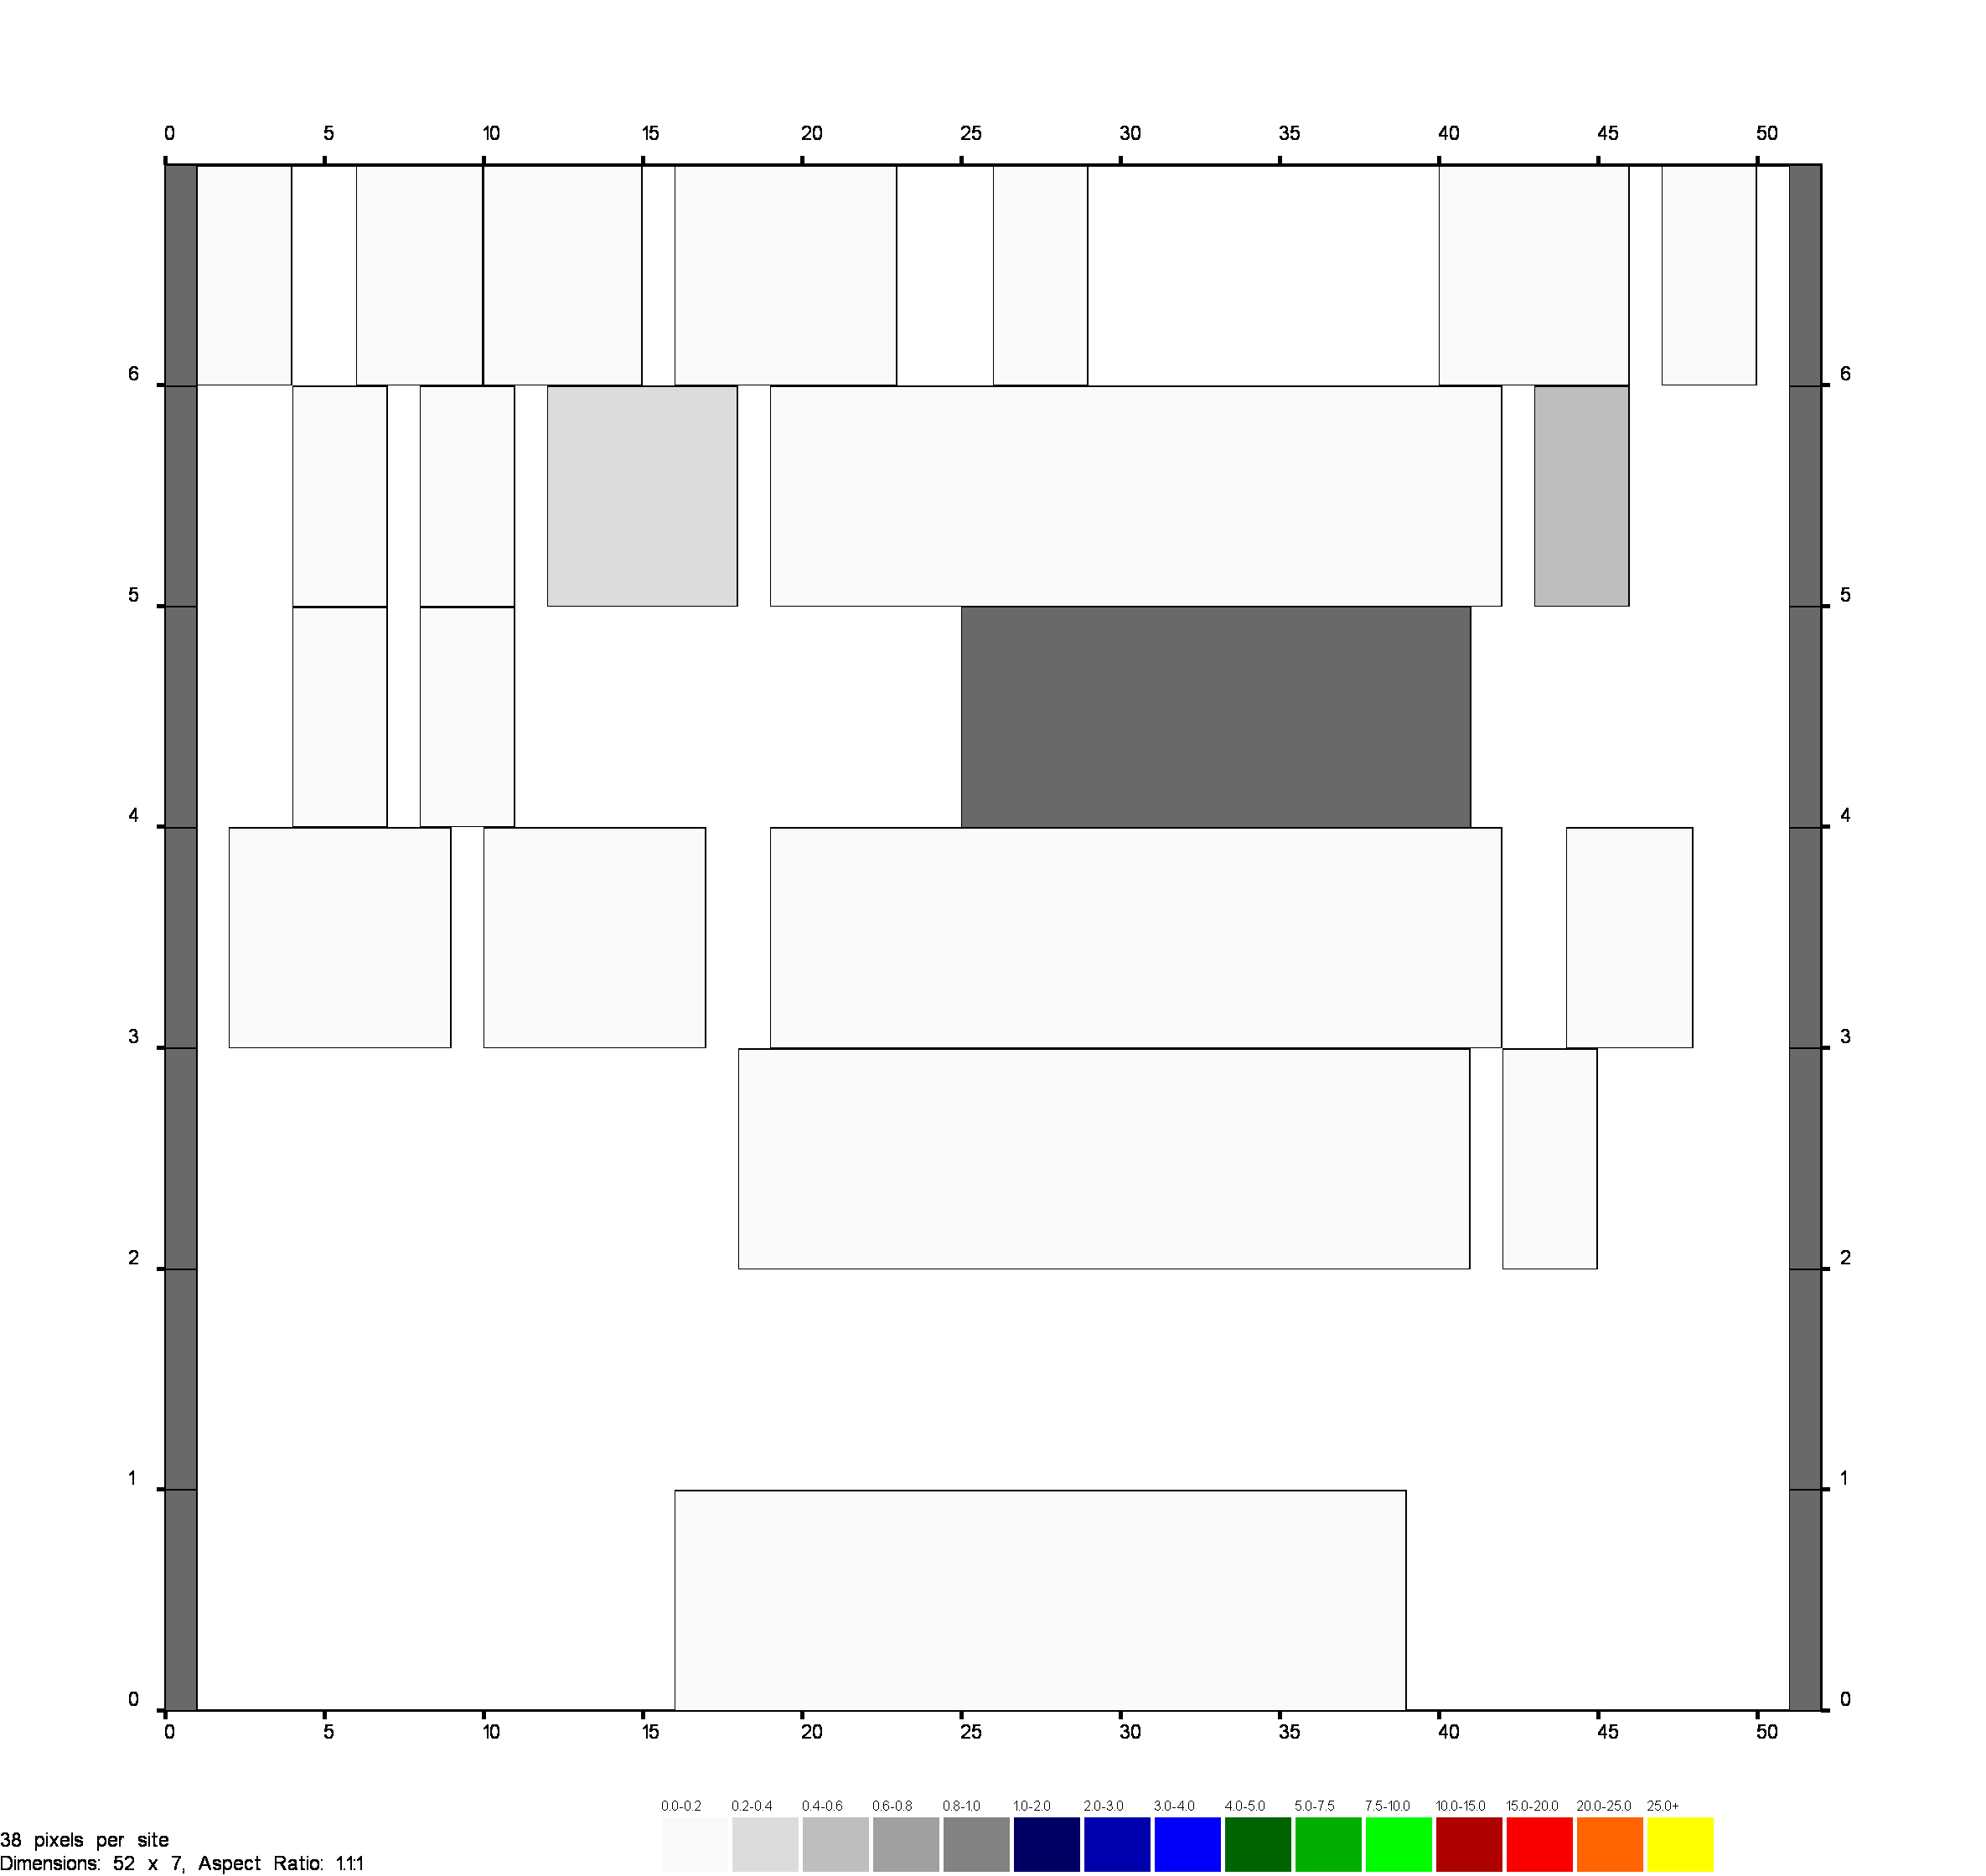 0 5 10 15 20 25 30 35 40 45 50
6 6
5 5
4 4
3 3
2 2
1 1
0 0
0 5 10 15 20 25 30 35 40 45 50
0.0-0.2 0.2-0.4 0.4-0.6 0.6-0.8 0.8-1.0 1.0-2.0 2.0-3.0 3.0-4.0 4.0-5.0 5.0-7.5 7.5-10.0 10.0-15.0 15.0-20.0 20.0-25.0 25.0+
38 pixels per site
Dimensions: 52 x 7, Aspect Ratio: 1.1:1